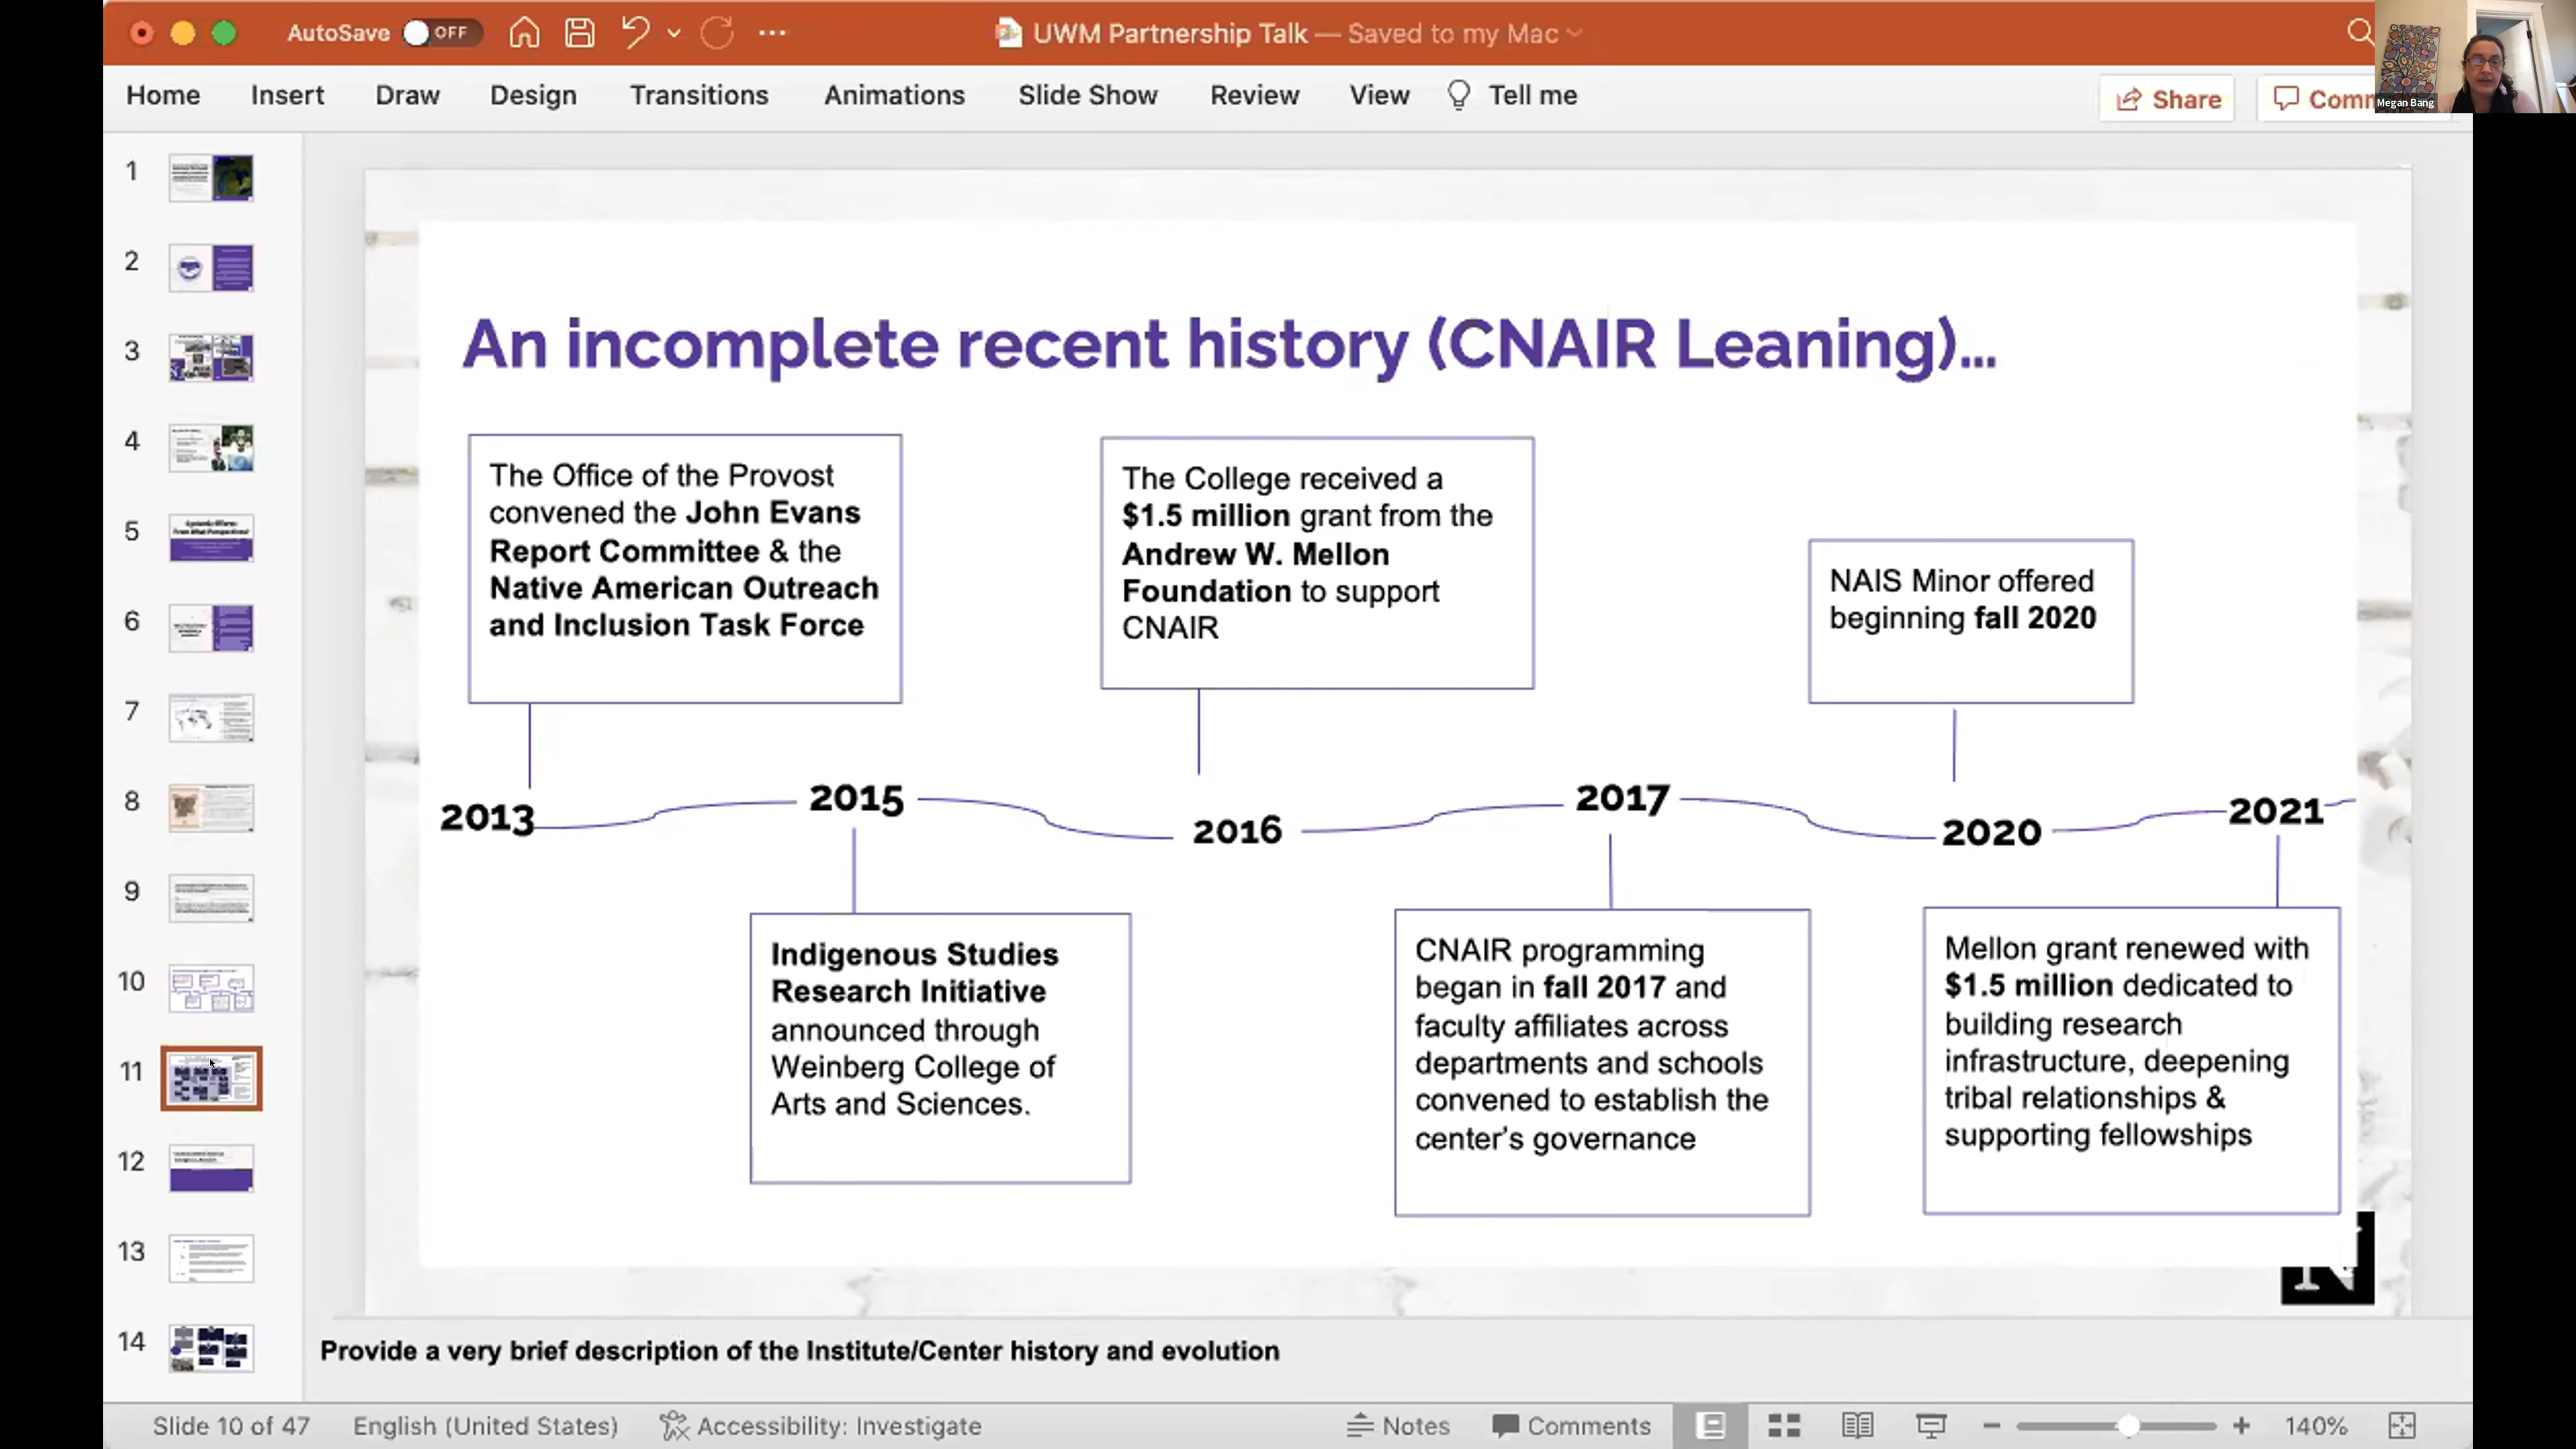 AutoSave OFF
UWM Partnership Talk — Saved to my Mac
Home Insert Draw Design Transitions Animations Slide Show Review View Tell me
Share
Megan Bang
1
2
3
4
5
6
7
8
9
10
11
12
13
14
An incomplete recent history (CNAIR Leaning)...
The Office of the Provost
convened the John Evans
Report Committee & the
Native American Outreach
and Inclusion Task Force
The College received a
$1.5 million grant from the
Andrew W. Mellon
Foundation to support
CNAIR
NAIS Minor offered
beginning fall 2020
2013
2015
2016
2017
2020
2021
Indigenous Studies
Research Initiative
announced through
Weinberg College of
Arts and Sciences.
CNAIR programming
began in fall 2017 and
faculty affiliates across
departments and schools
convened to establish the
center's governance
Mellon grant renewed with
$1.5 million dedicated to
building research
infrastructure, deepening
tribal relationships &
supporting fellowships
N
Provide a very brief description of the Institute/Center history and evolution
Slide 10 of 47 English (United States) Accessibility: Investigate Notes Comments 140%